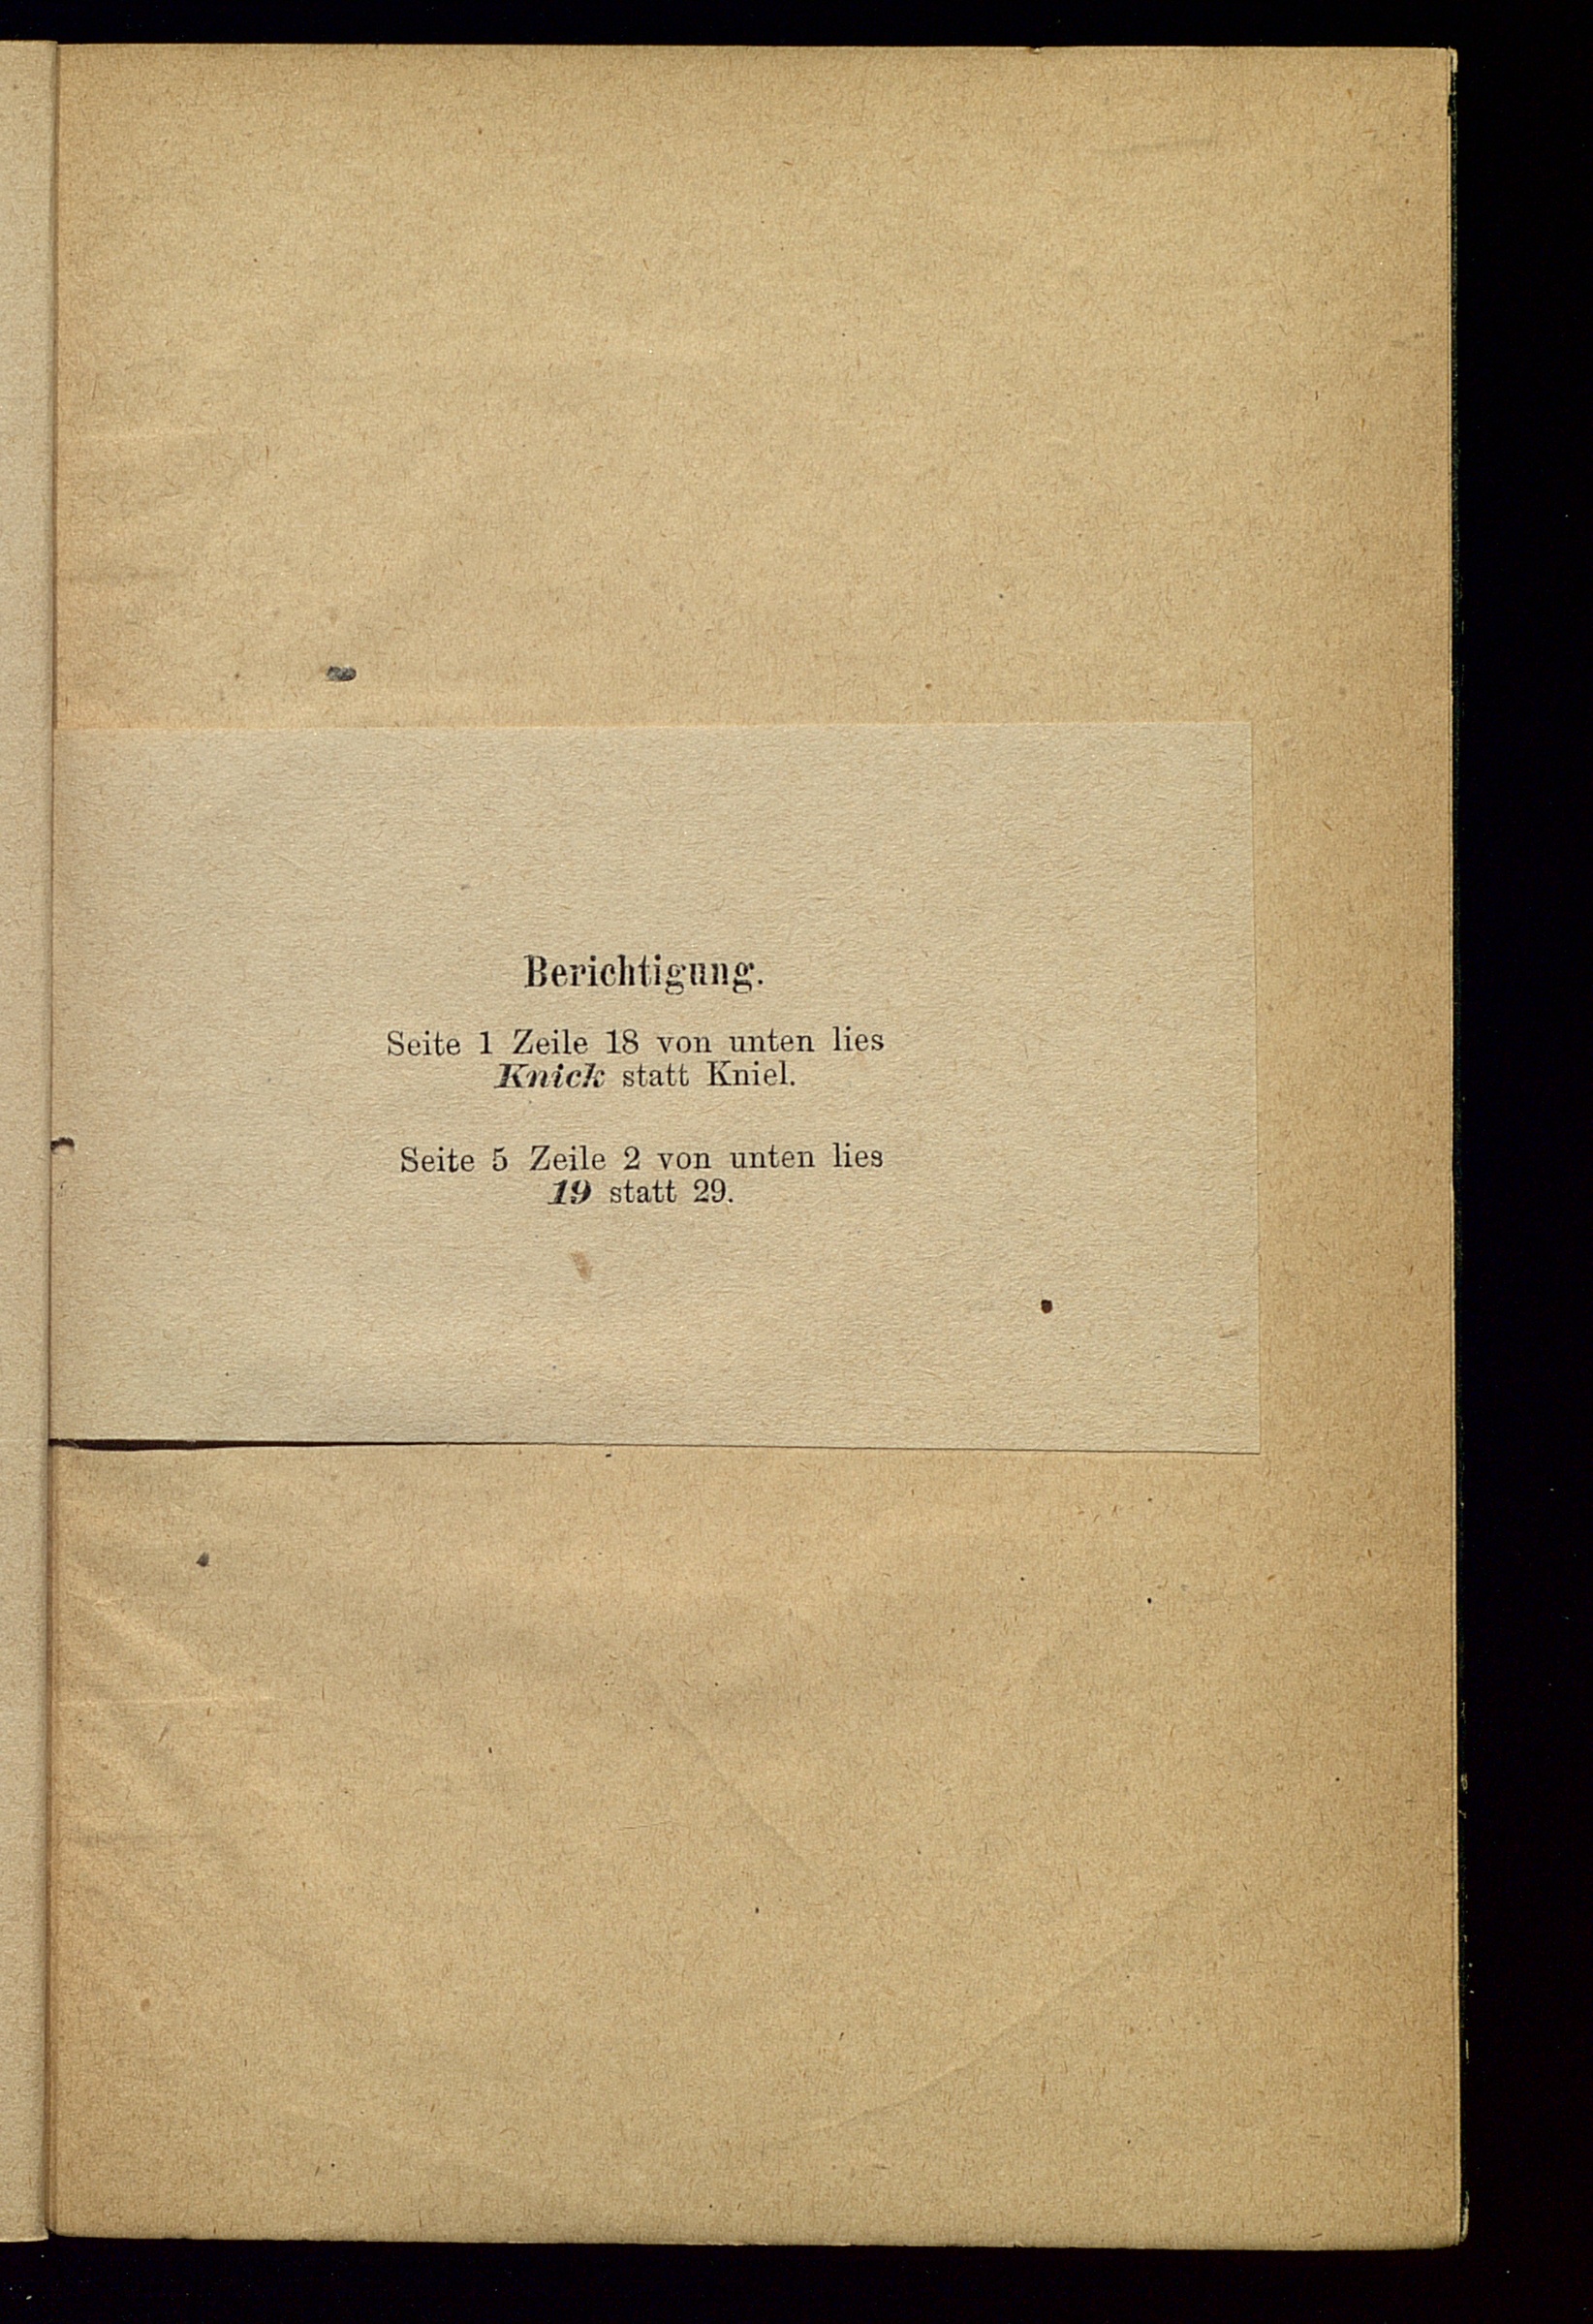 Berichtigung.
Seite 1 Zeile 18 von unten lies
Knick statt Kniel.
Seite 5 Zeile 2 von unten lies
19 statt 29.